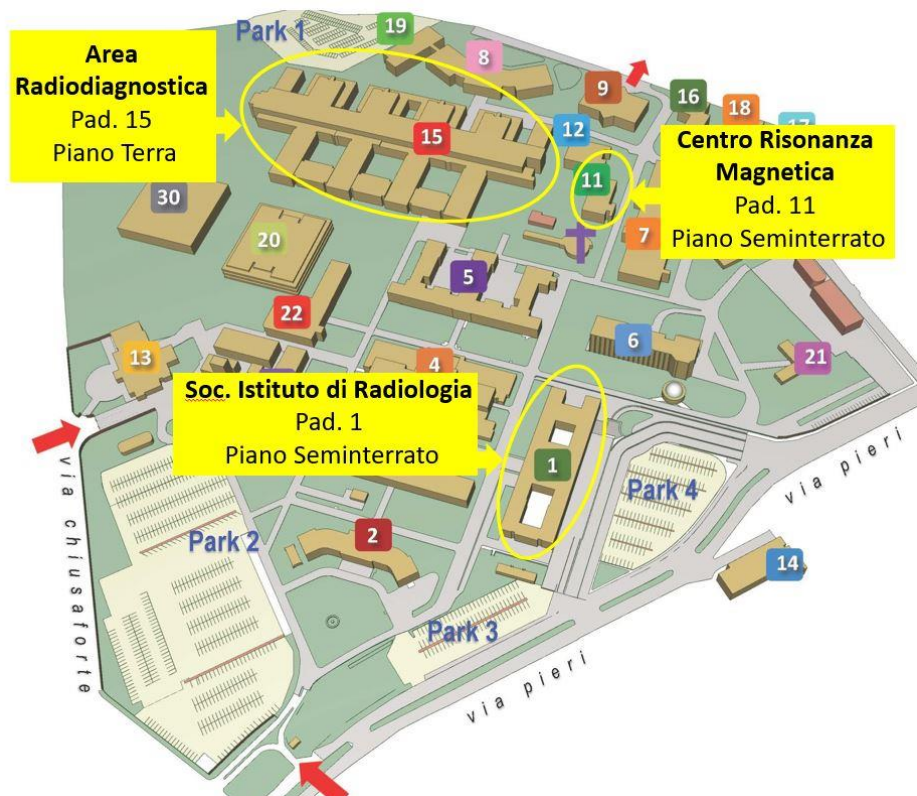 Park 1
19
8
9
16
18
17
Area
Radiodiagnostica
Pad. 15
Piano Terra
15
12
11
Centro Risonanza
Magnetica
Pad. 11
Piano Seminterrato
30
20
5
7
22
13
4
6
21
Soc. Istituto di Radiologia
Pad. 1
Piano Seminterrato
1
Park 4
via pieri
via chiusaforte
Park 2
2
14
Park 3
via pieri